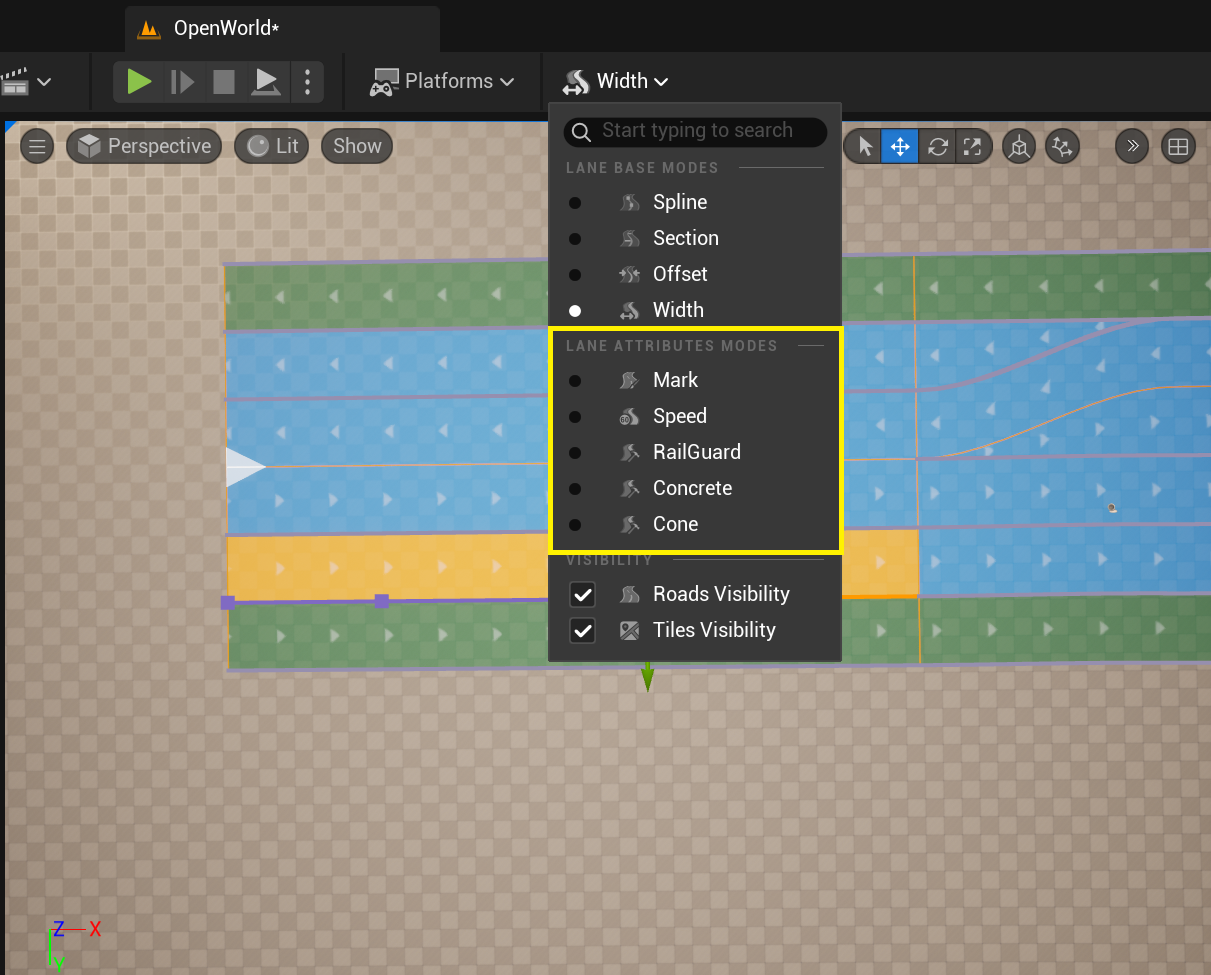 OpenWorld*
Platforms
Width
Perspective
Lit
Show
Start typing to search
LANE BASE MODES
Spline
Section
Offset
Width
LANE ATTRIBUTES MODES
Mark
60 Speed
RailGuard
Concrete
Cone
VISIBILITY
Roads Visibility
Tiles Visibility
Z X
Y